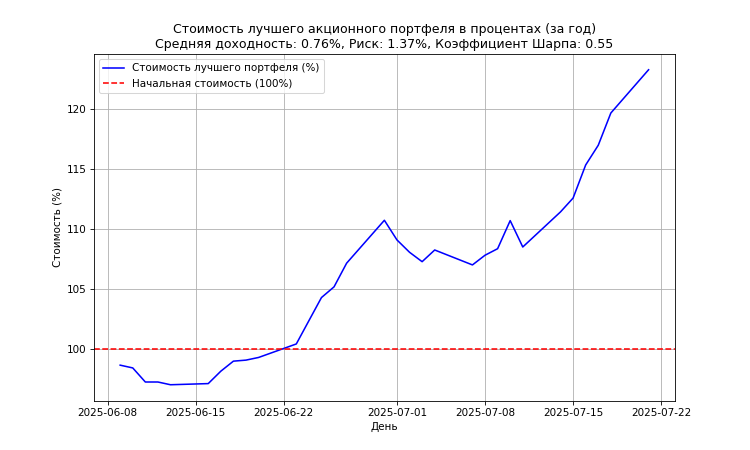 Стоимость лучшего акционного портфеля в процентах (за год)
Средняя доходность: 0.76%, Риск: 1.37%, Коэффициент Шарпа: 0.55
Стоимость лучшего портфеля (%)
Начальная стоимость (100%)
Стоимость (%)
120
115
110
105
100
2025-06-08 2025-06-15 2025-06-22 2025-07-01 2025-07-08 2025-07-15 2025-07-22
День